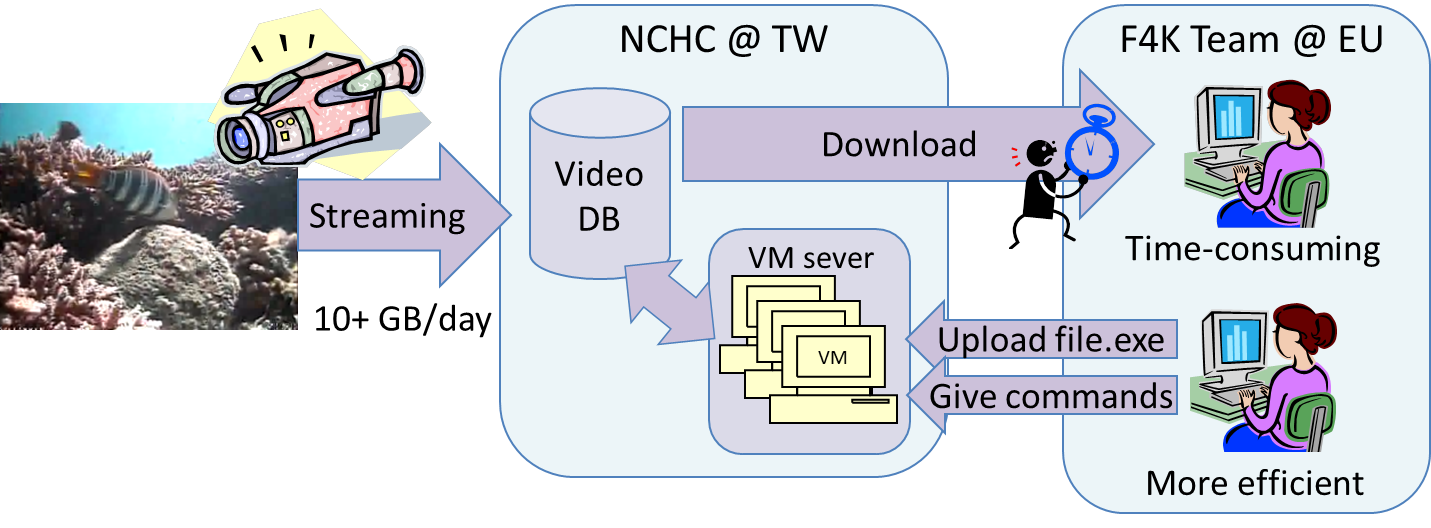 NCHC @ TW
F4K Team @ EU
Video
DB
Download
Streaming
10+ GB/day
Time-consuming
VM sever
VM
Upload file.exe
Give commands
More efficient